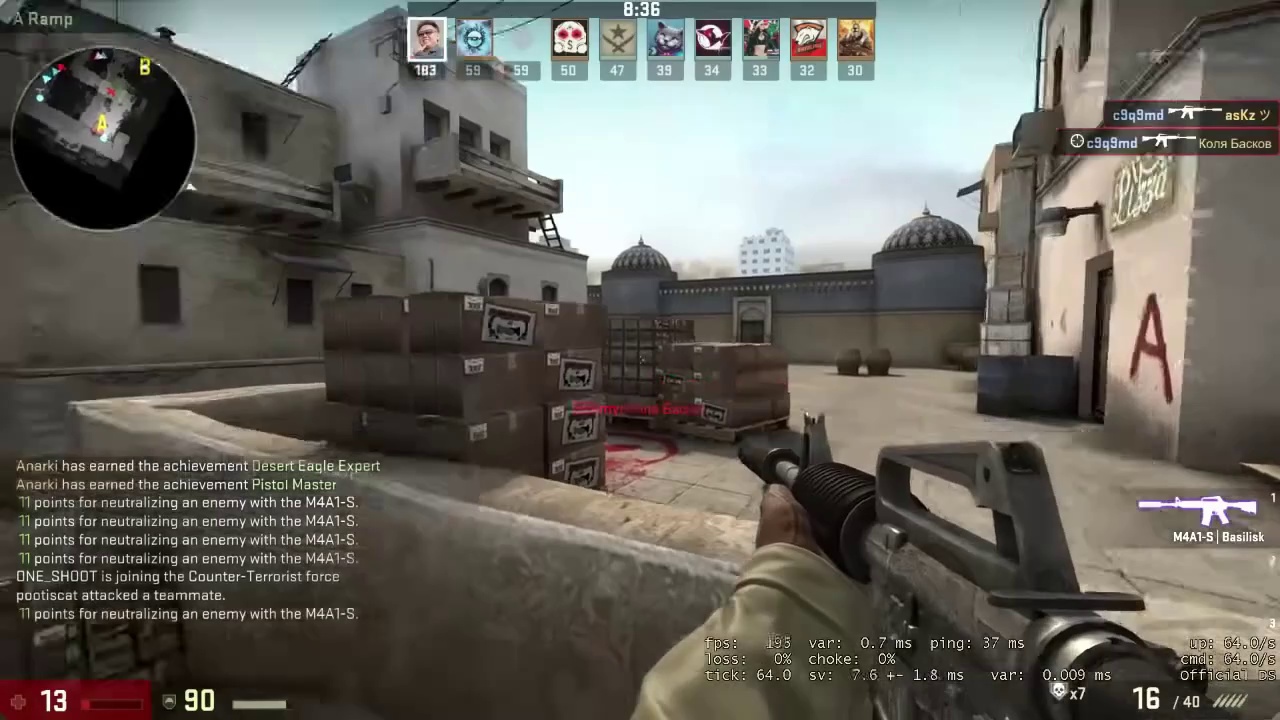 A Ramp
8:36
B
A
183 59 59 50 47 39 34 33 32 30
c9q9md asKz ツ
c9q9md Коля Басков
Pizza
A
Anarki has earned the achievement Desert Eagle Expert
Anarki has earned the achievement Pistol Master
11 points for neutralizing an enemy with the M4A1-S.
11 points for neutralizing an enemy with the M4A1-S.
11 points for neutralizing an enemy with the M4A1-S.
11 points for neutralizing an enemy with the M4A1-S.
ONE_SHOOT is joining the Counter-Terrorist force
pootiscat attacked a teammate.
11 points for neutralizing an enemy with the M4A1-S.
1
M4A1-S | Basilisk
3
fps: 195 var: 0.7 ms ping: 37 ms up: 64.0/s
loss: 0% choke: 0% cmd: 64.0/s
tick: 64.0 sv: 7.6 +- 1.8 ms var: 0.009 ms Official DS
x7
13 90 16 / 40